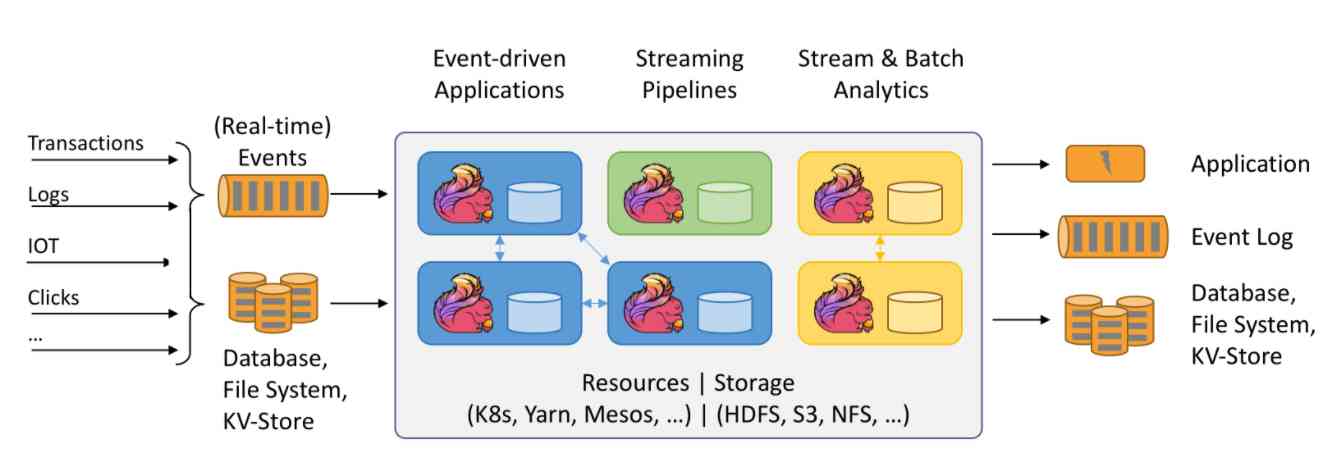 Event-driven
Applications
Streaming
Pipelines
Stream & Batch
Analytics
Transactions
Logs
IOT
Clicks
...
(Real-time)
Events
Database,
File System,
KV-Store
Resources | Storage
(K8s, Yarn, Mesos, ...) | (HDFS, S3, NFS, ...)
Application
Event Log
Database,
File System,
KV-Store